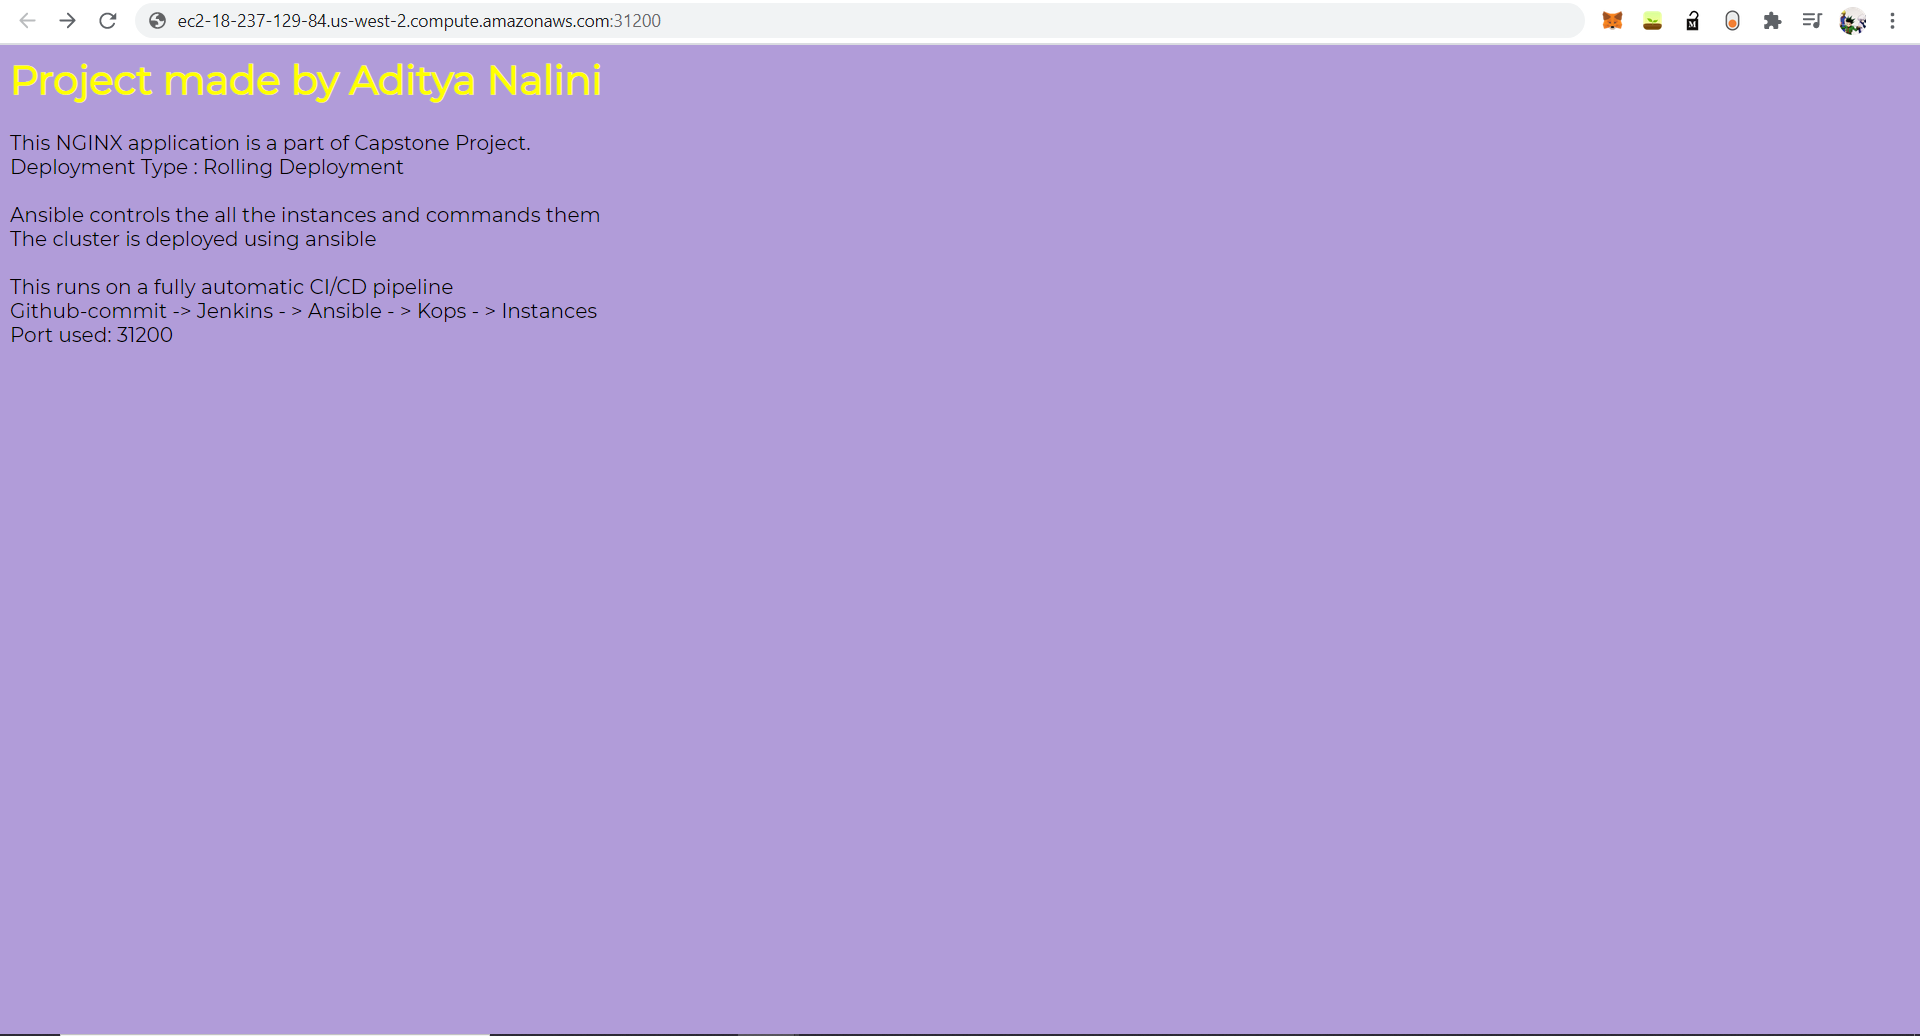 ec2-18-237-129-84.us-west-2.compute.amazonaws.com:31200
Project made by Aditya Nalini
This NGINX application is a part of Capstone Project.
Deployment Type : Rolling Deployment
Ansible controls the all the instances and commands them
The cluster is deployed using ansible
This runs on a fully automatic CI/CD pipeline
Github-commit -> Jenkins - > Ansible - > Kops - > Instances
Port used: 31200